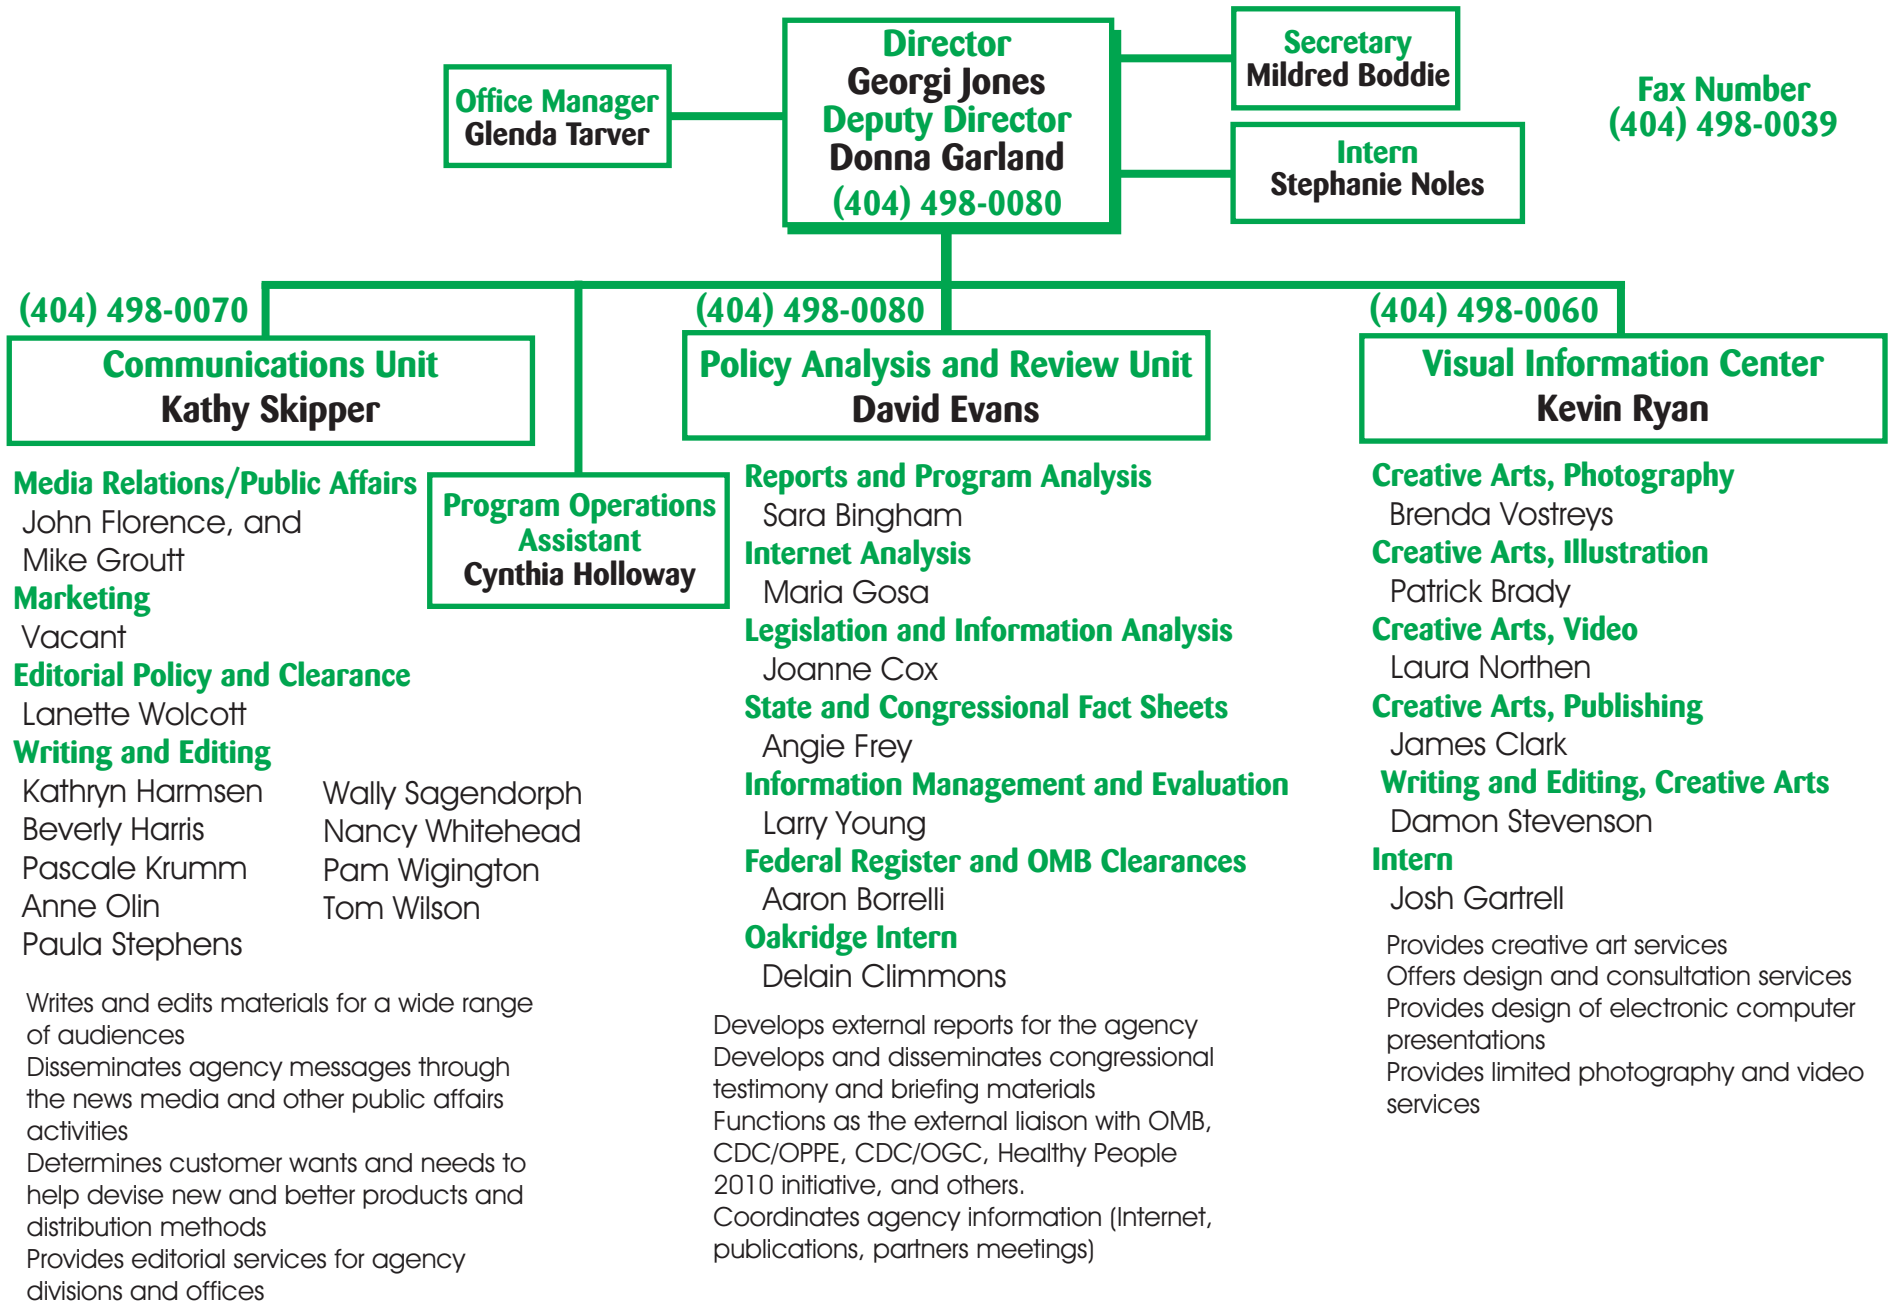 Director
Georgi Jones
Deputy Director
Donna Garland
(404) 498-0080
Office Manager
Glenda Tarver
Secretary
Mildred Boddie
Intern
Stephanie Noles
Fax Number
(404) 498-0039
(404) 498-0070
Communications Unit
Kathy Skipper
Media Relations/Public Affairs
John Florence, and
Mike Groutt
Marketing
Vacant
Editorial Policy and Clearance
Lanette Wolcott
Writing and Editing
Kathryn Harmsen
Beverly Harris
Pascale Krumm
Anne Olin
Paula Stephens
Wally Sagendorph
Nancy Whitehead
Pam Wigington
Tom Wilson
Writes and edits materials for a wide range
of audiences
Disseminates agency messages through
the news media and other public affairs
activities
Determines customer wants and needs to
help devise new and better products and
distribution methods
Provides editorial services for agency
divisions and offices
Program Operations
Assistant
Cynthia Holloway
(404) 498-0080
Policy Analysis and Review Unit
David Evans
Reports and Program Analysis
Sara Bingham
Internet Analysis
Maria Gosa
Legislation and Information Analysis
Joanne Cox
State and Congressional Fact Sheets
Angie Frey
Information Management and Evaluation
Larry Young
Federal Register and OMB Clearances
Aaron Borrelli
Oakridge Intern
Delain Climmons
Develops external reports for the agency
Develops and disseminates congressional
testimony and briefing materials
Functions as the external liaison with OMB,
CDC/OPPE, CDC/OGC, Healthy People
2010 initiative, and others.
Coordinates agency information (Internet,
publications, partners meetings)
(404) 498-0060
Visual Information Center
Kevin Ryan
Creative Arts, Photography
Brenda Vostreys
Creative Arts, Illustration
Patrick Brady
Creative Arts, Video
Laura Northen
Creative Arts, Publishing
James Clark
Writing and Editing, Creative Arts
Damon Stevenson
Intern
Josh Gartrell
Provides creative art services
Offers design and consultation services
Provides design of electronic computer
presentations
Provides limited photography and video
services